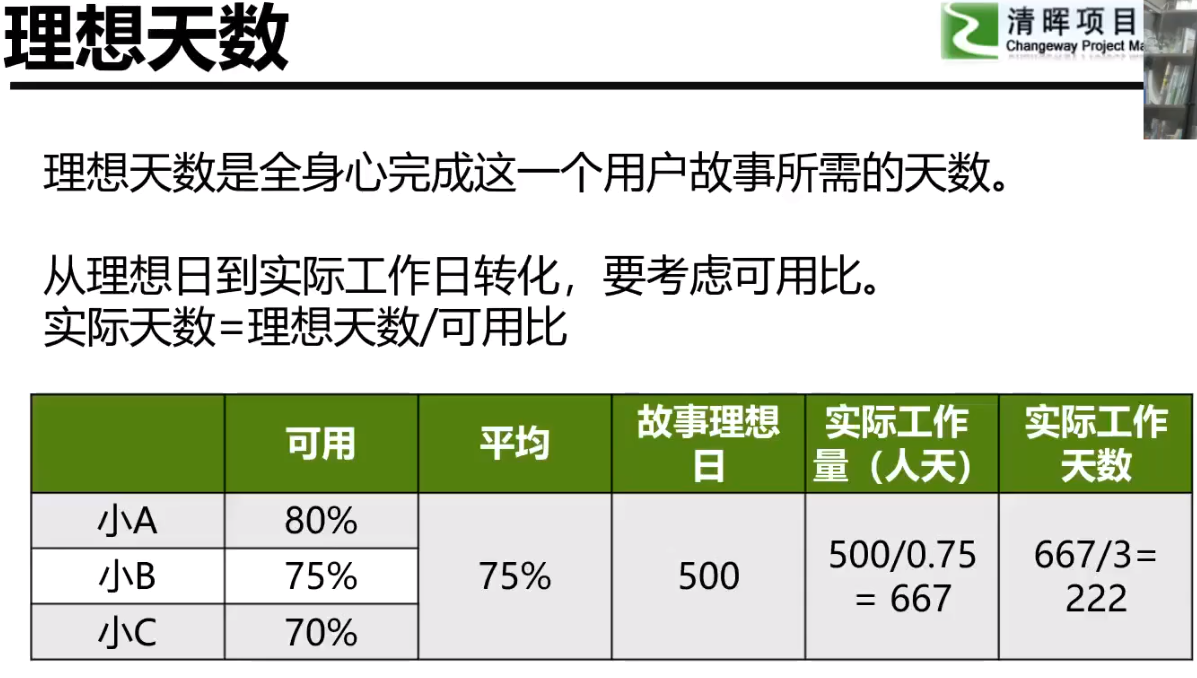 理想天数
清晖项目
Changeway Project Ma
理想天数是全身心完成这一个用户故事所需的天数。
从理想日到实际工作日转化，要考虑可用比。
实际天数=理想天数/可用比
可用
平均
故事理想
日
实际工作
量（人天）
实际工作
天数
小A
80%
75%
500
500/0.75
= 667
667/3=
222
小B
75%
小C
70%